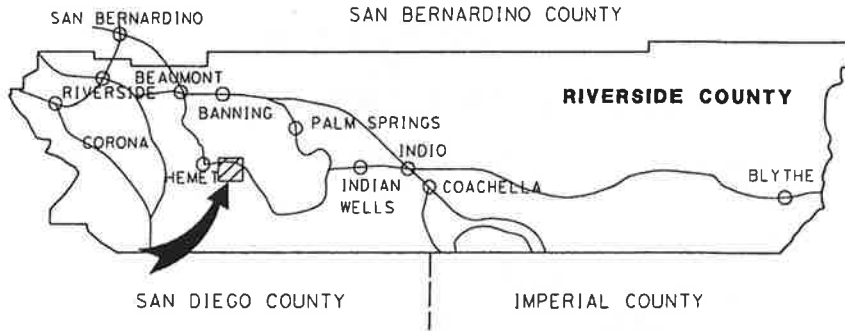 SAN BERNARDINO
SAN BERNARDINO COUNTY
BEAUMONT
RIVERSIDE
BANNING
RIVERSIDE COUNTY
PALM SPRINGS
CORONA
INDIO
HEMET
INDIAN
WELLS
COACHELLA
BLYTHE
SAN DIEGO COUNTY
IMPERIAL COUNTY